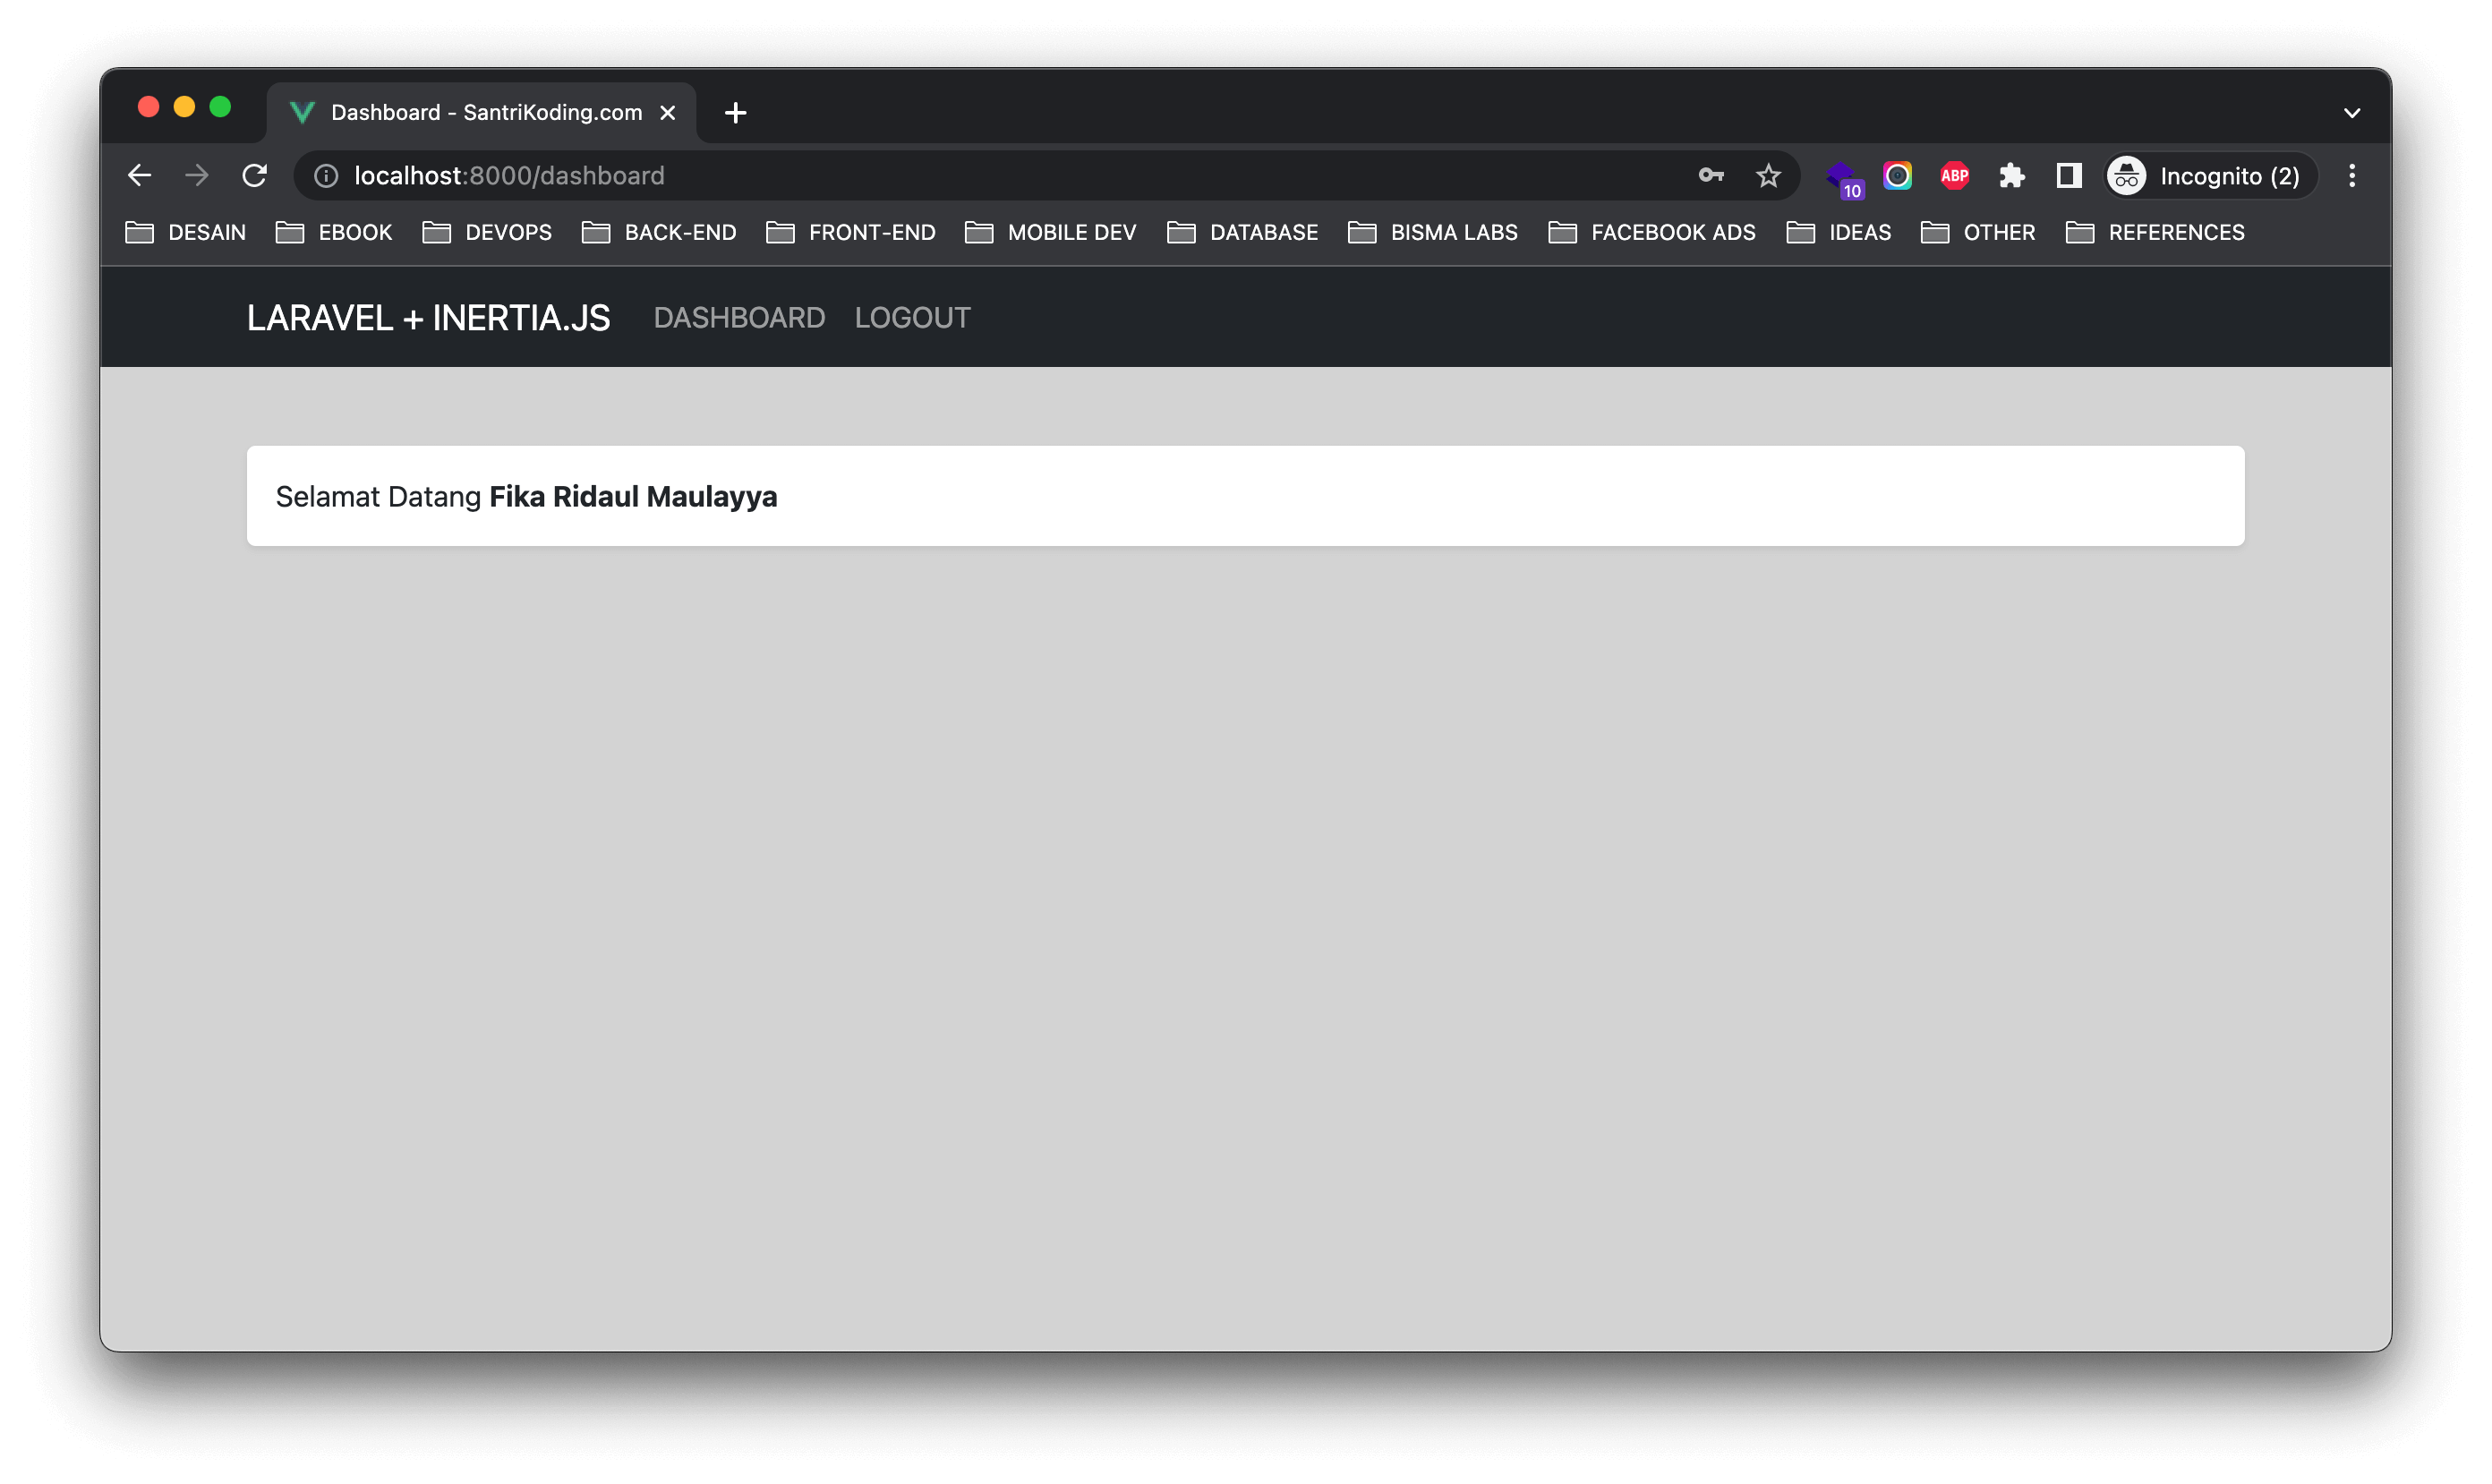 Dashboard - SantriKoding.com
localhost:8000/dashboard
10
ABP
Incognito (2)
DESAIN EBOOK DEVOPS BACK-END FRONT-END MOBILE DEV DATABASE BISMA LABS FACEBOOK ADS IDEAS OTHER REFERENCES
LARAVEL + INERTIA.JS DASHBOARD LOGOUT
Selamat Datang Fika Ridaul Maulayya